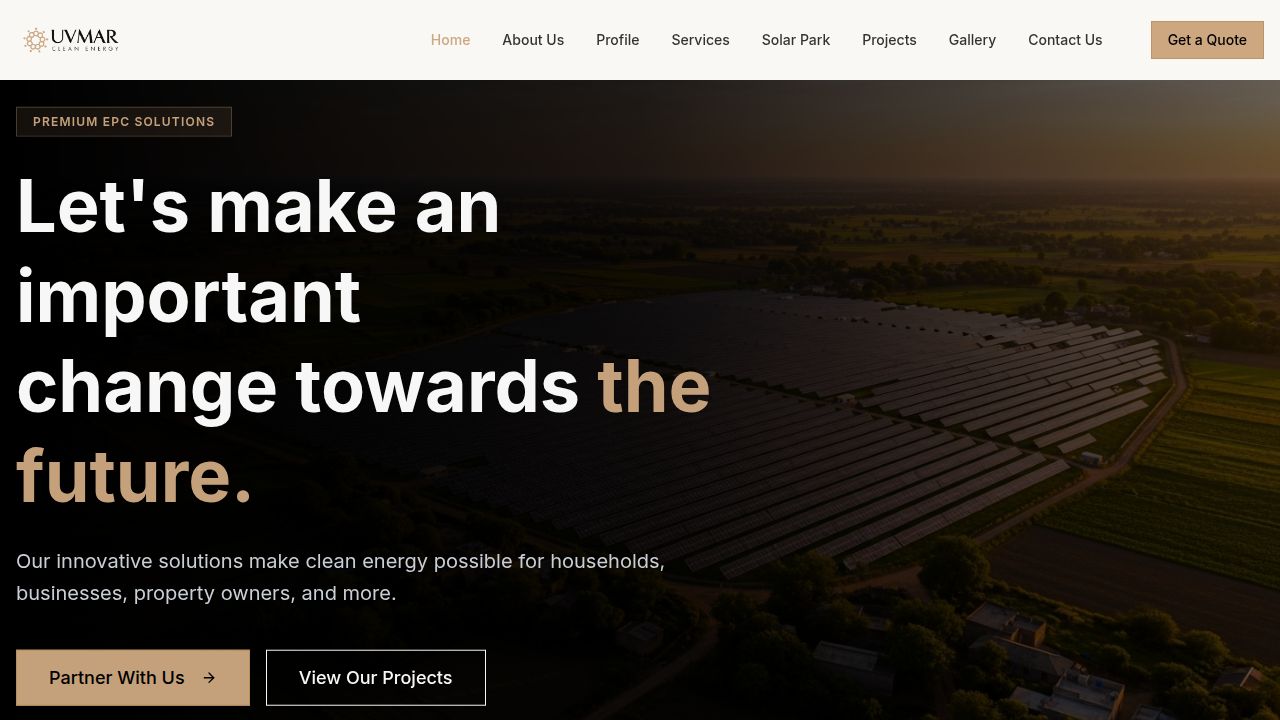 UVMAR
CLEAN ENERGY
Home
About Us
Profile
Services
Solar Park
Projects
Gallery
Contact Us
Get a Quote
PREMIUM EPC SOLUTIONS
Let's make an
important
change towards the
future.
Our innovative solutions make clean energy possible for households,
businesses, property owners, and more.
Partner With Us
View Our Projects